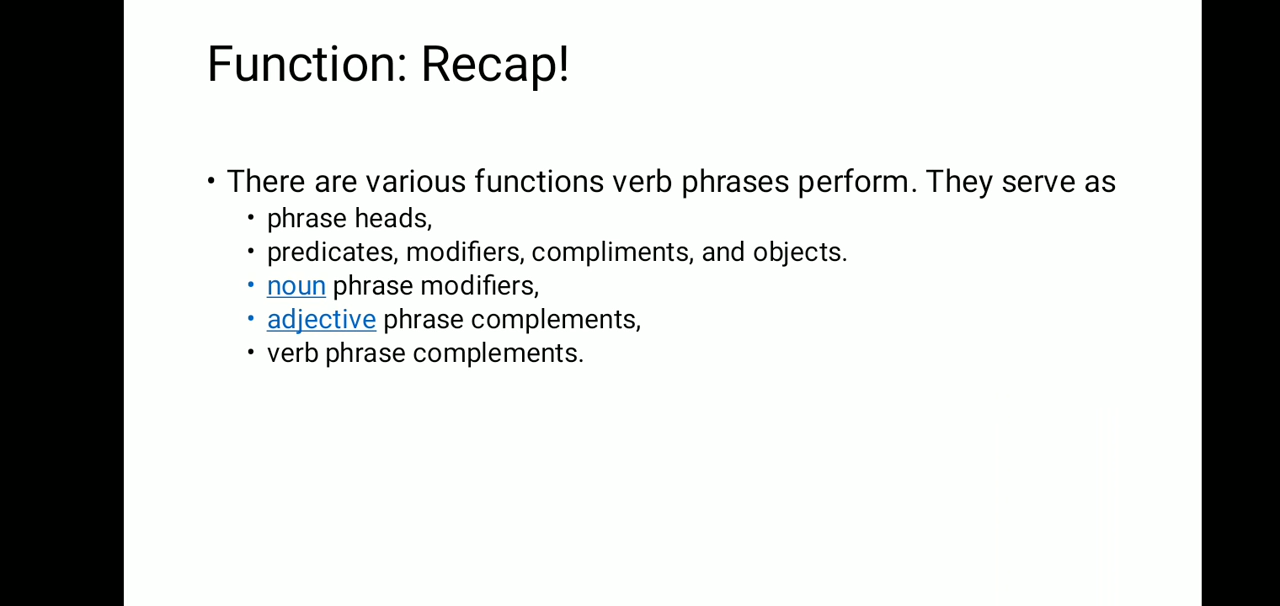 Function: Recap!
• There are various functions verb phrases perform. They serve as
• phrase heads,
• predicates, modifiers, compliments, and objects.
• noun phrase modifiers,
• adjective phrase complements,
• verb phrase complements.